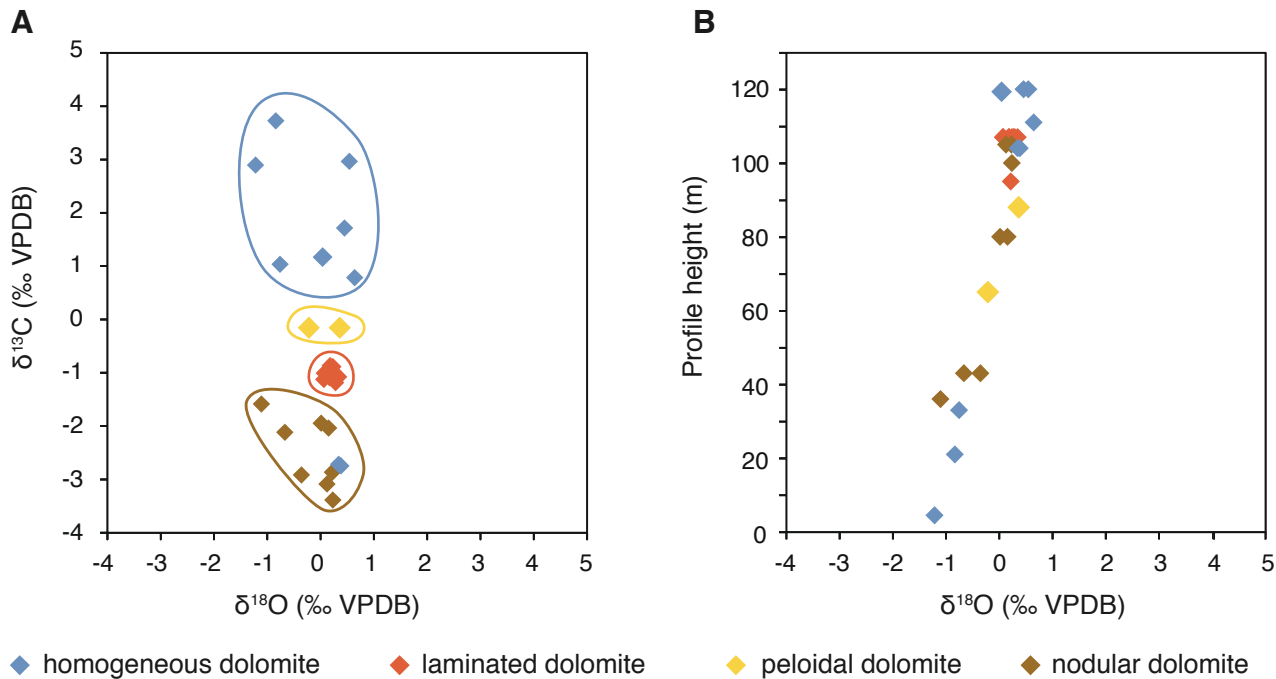 A
5
4
3
2
1
0
-1
-2
-3
-4
δ13C (‰ VPDB)
-4 -3 -2 -1 0 1 2 3 4 5
δ18O (‰ VPDB)
B
120
100
80
60
40
20
0
Profile height (m)
-4 -3 -2 -1 0 1 2 3 4 5
δ18O (‰ VPDB)
homogeneous dolomite laminated dolomite peloidal dolomite nodular dolomite